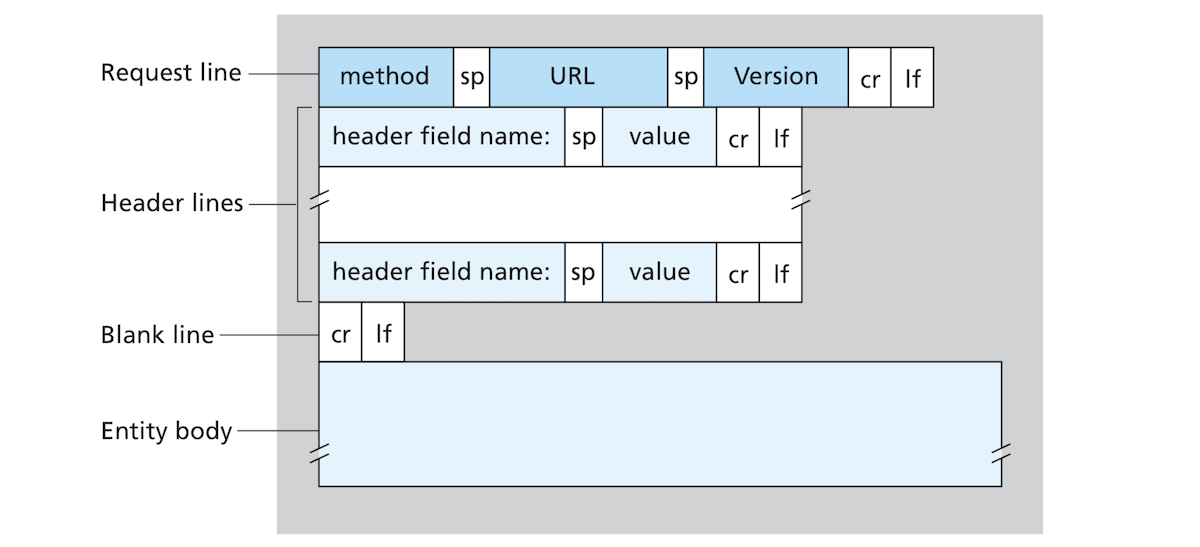 Request line method sp URL sp Version cr lf
header field name: sp value cr lf
Header lines
header field name: sp value cr lf
Blank line cr lf
Entity body